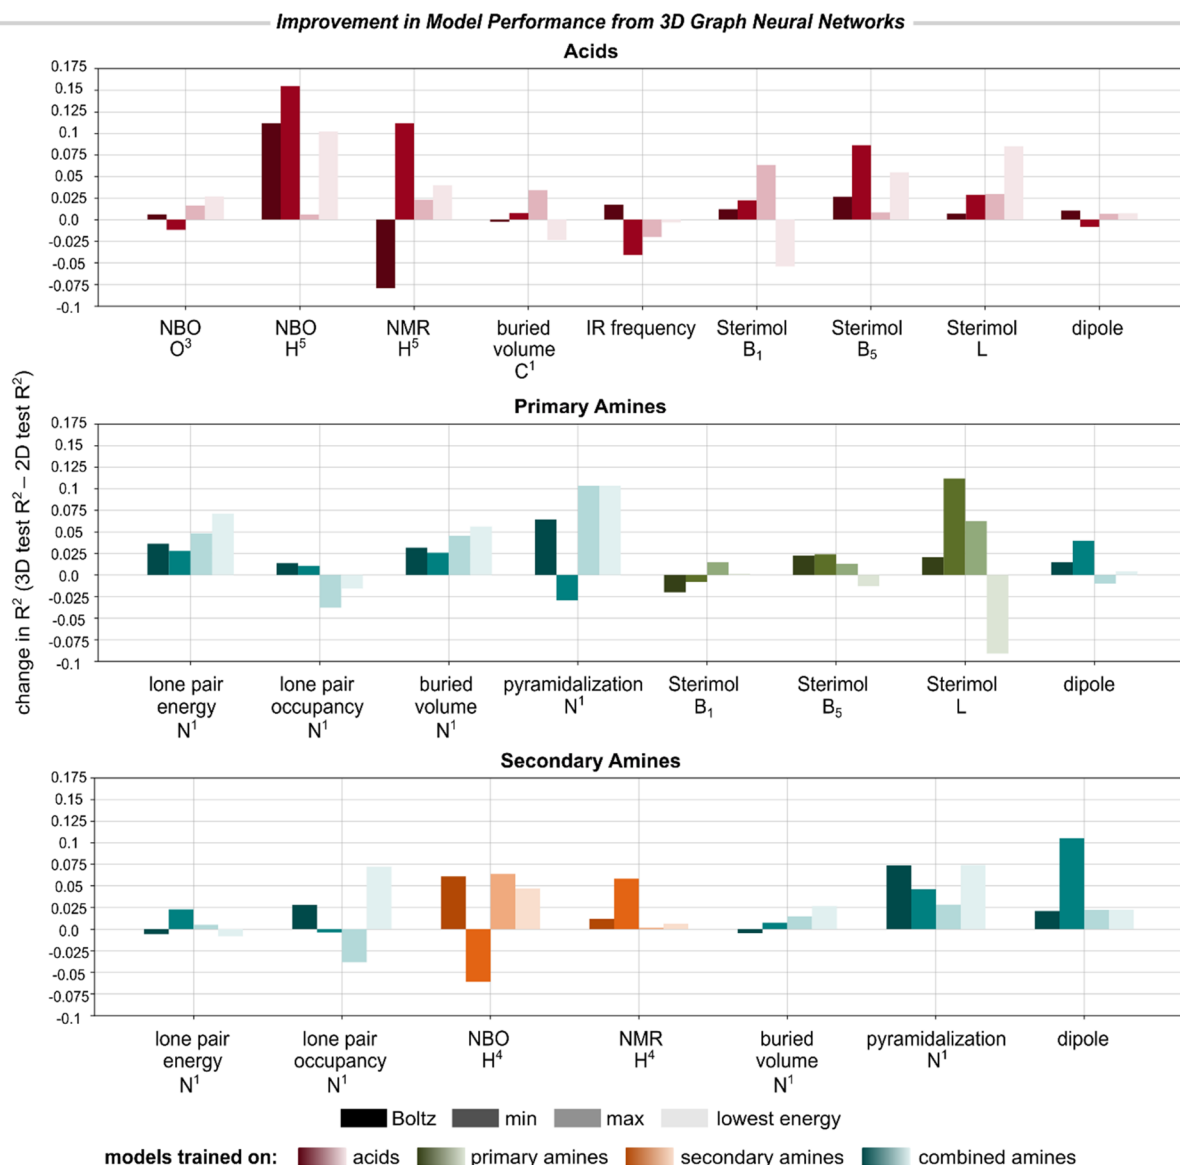 Improvement in Model Performance from 3D Graph Neural Networks
Acids
0.175
0.15
0.125
0.1
0.075
0.05
0.025
0.0
-0.025
-0.05
-0.075
-0.1
NBO O³
NBO H⁵
NMR H⁵
buried volume C¹
IR frequency
Sterimol B₁
Sterimol B₅
Sterimol L
dipole
change in R² (3D test R² – 2D test R²)
Primary Amines
0.175
0.15
0.125
0.1
0.075
0.05
0.025
0.0
-0.025
-0.05
-0.075
-0.1
lone pair energy N¹
lone pair occupancy N¹
buried volume N¹
pyramidalization N¹
Sterimol B₁
Sterimol B₅
Sterimol L
dipole
Secondary Amines
0.175
0.15
0.125
0.1
0.075
0.05
0.025
0.0
-0.025
-0.05
-0.075
-0.1
lone pair energy N¹
lone pair occupancy N¹
NBO H⁴
NMR H⁴
buried volume N¹
pyramidalization N¹
dipole
Boltz min max lowest energy
models trained on: acids primary amines secondary amines combined amines